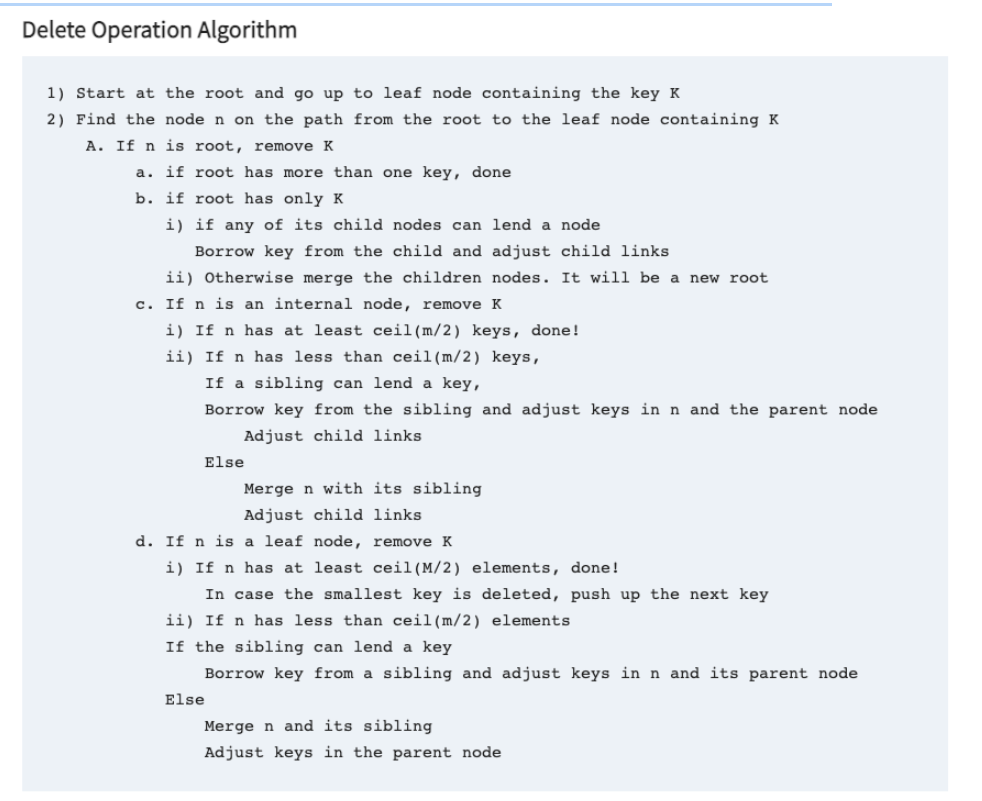 Delete Operation Algorithm
1) Start at the root and go up to leaf node containing the key K
2) Find the node n on the path from the root to the leaf node containing K
A. If n is root, remove K
a. if root has more than one key, done
b. if root has only K
i) if any of its child nodes can lend a node
Borrow key from the child and adjust child links
ii) Otherwise merge the children nodes. It will be a new root
c. If n is an internal node, remove K
i) If n has at least ceil(m/2) keys, done!
ii) If n has less than ceil(m/2) keys,
If a sibling can lend a key,
Borrow key from the sibling and adjust keys in n and the parent node
Adjust child links
Else
Merge n with its sibling
Adjust child links
d. If n is a leaf node, remove K
i) If n has at least ceil(M/2) elements, done!
In case the smallest key is deleted, push up the next key
ii) If n has less than ceil(m/2) elements
If the sibling can lend a key
Borrow key from a sibling and adjust keys in n and its parent node
Else
Merge n and its sibling
Adjust keys in the parent node